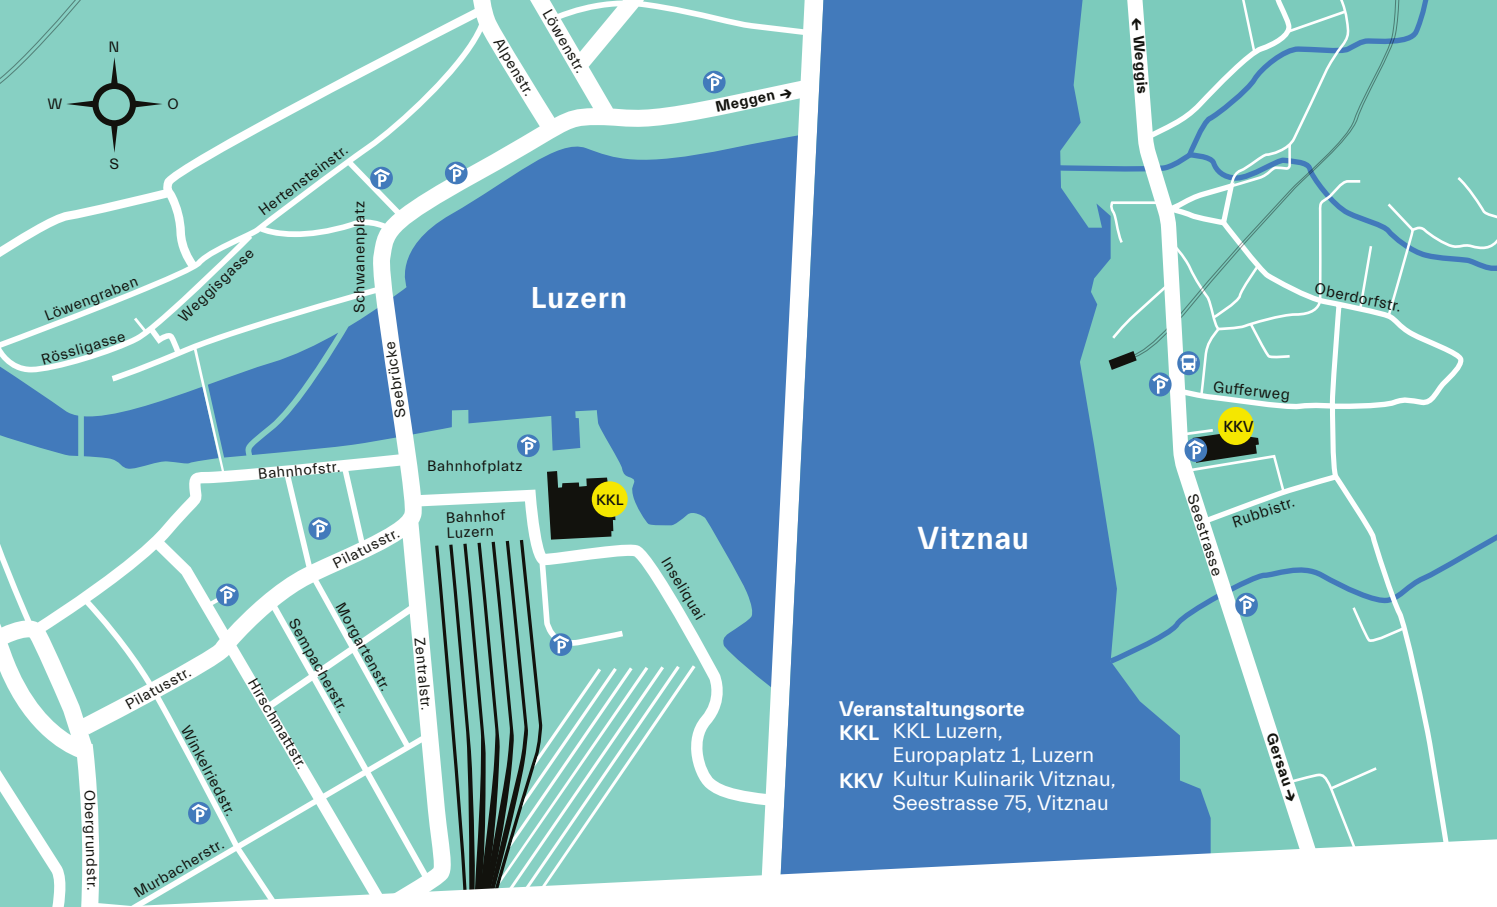 N
W
O
S
Alpenstr.
Löwenstr.
P
Meggen →
← Weggis
Hertensteinstr.
P
P
Schwanenplatz
Löwengraben
Weggisgasse
Rössligasse
Luzern
Seebrücke
Oberdorfstr.
P
Gufferweg
KKV
P
P
Bahnhofplatz
Bahnhofstr.
KKL
Bahnhof
Luzern
P
Pilatusstr.
Rubbistr.
Seestrasse
Vitznau
Inseliquai
P
P
P
Morgartenstr.
Sempacherstr.
Zentralstr.
Pilatusstr.
Hirschmattstr.
Winkelriedstr.
P
Obergrundstr.
Murbacherstr.
Gersau →
Veranstaltungsorte
KKL KKL Luzern,
Europaplatz 1, Luzern
KKV Kultur Kulinarik Vitznau,
Seestrasse 75, Vitznau